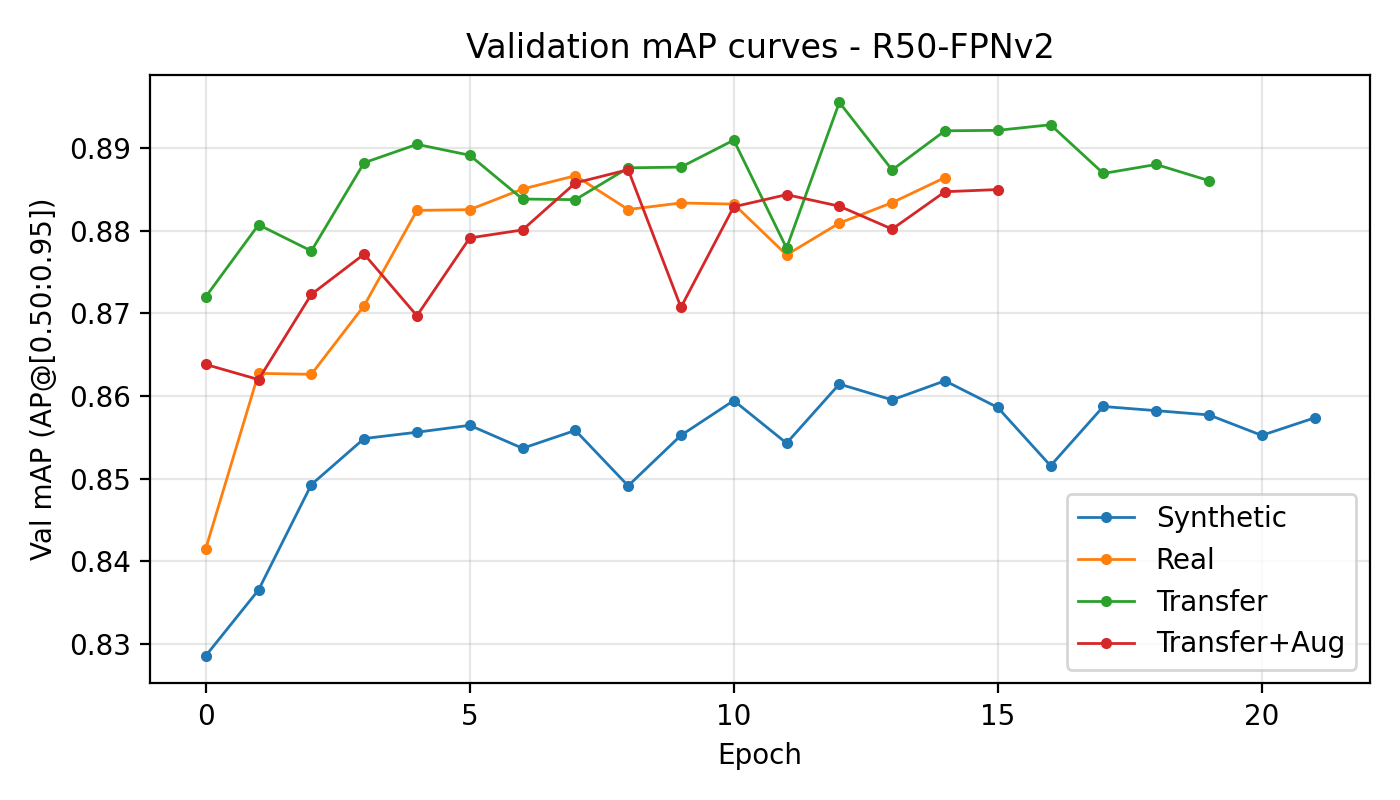 Validation mAP curves - R50-FPNv2
Val mAP (AP@[0.50:0.95])
0.89
0.88
0.87
0.86
0.85
0.84
0.83
0 5 10 15 20
Epoch
Synthetic
Real
Transfer
Transfer+Aug